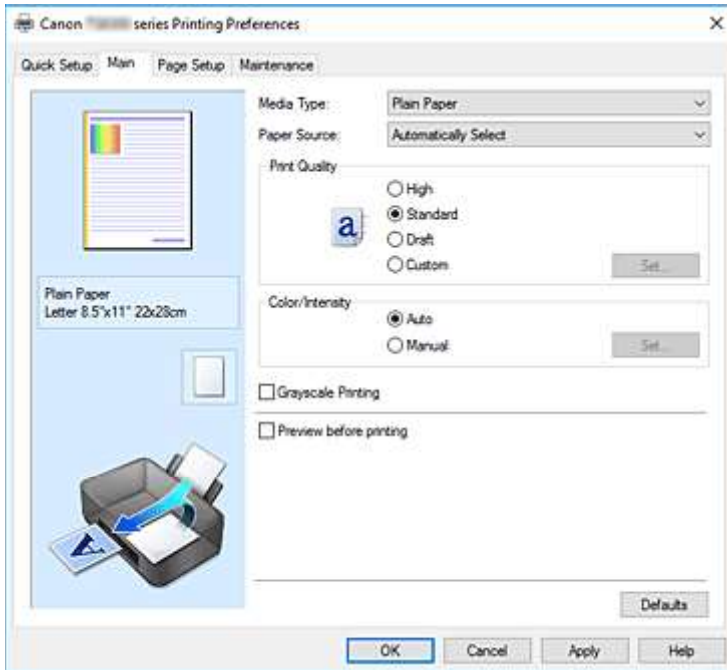 Canon series Printing Preferences
Quick Setup Main Page Setup Maintenance
Media Type: Plain Paper
Paper Source: Automatically Select
Print Quality
High
a Standard
Draft
Custom Set...
Plain Paper
Letter 8.5"x11" 22x28cm
Color/Intensity
Auto
Manual Set...
Grayscale Printing
Preview before printing
A
Defaults
OK Cancel Apply Help